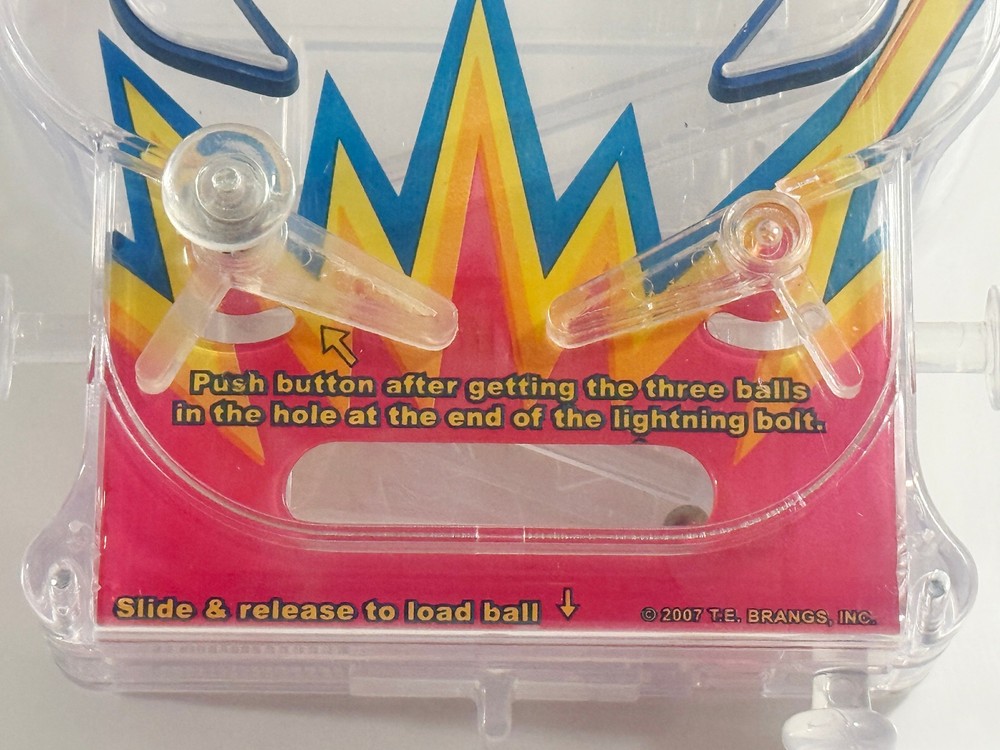 Push button after getting the three balls
in the hole at the end of the lightning bolt.
Slide & release to load ball
© 2007 T.E. BRANGS, INC.